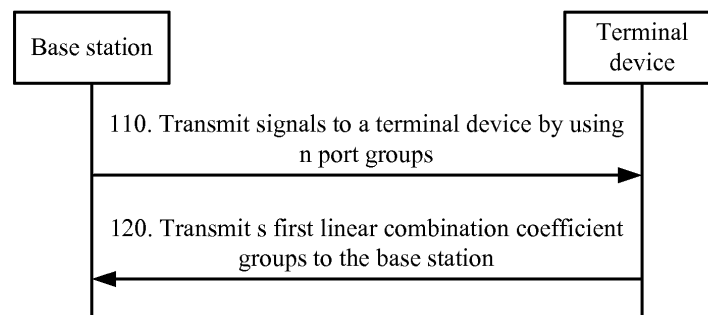 Base station
Terminal
device
110. Transmit signals to a terminal device by using
n port groups
120. Transmit s first linear combination coefficient
groups to the base station